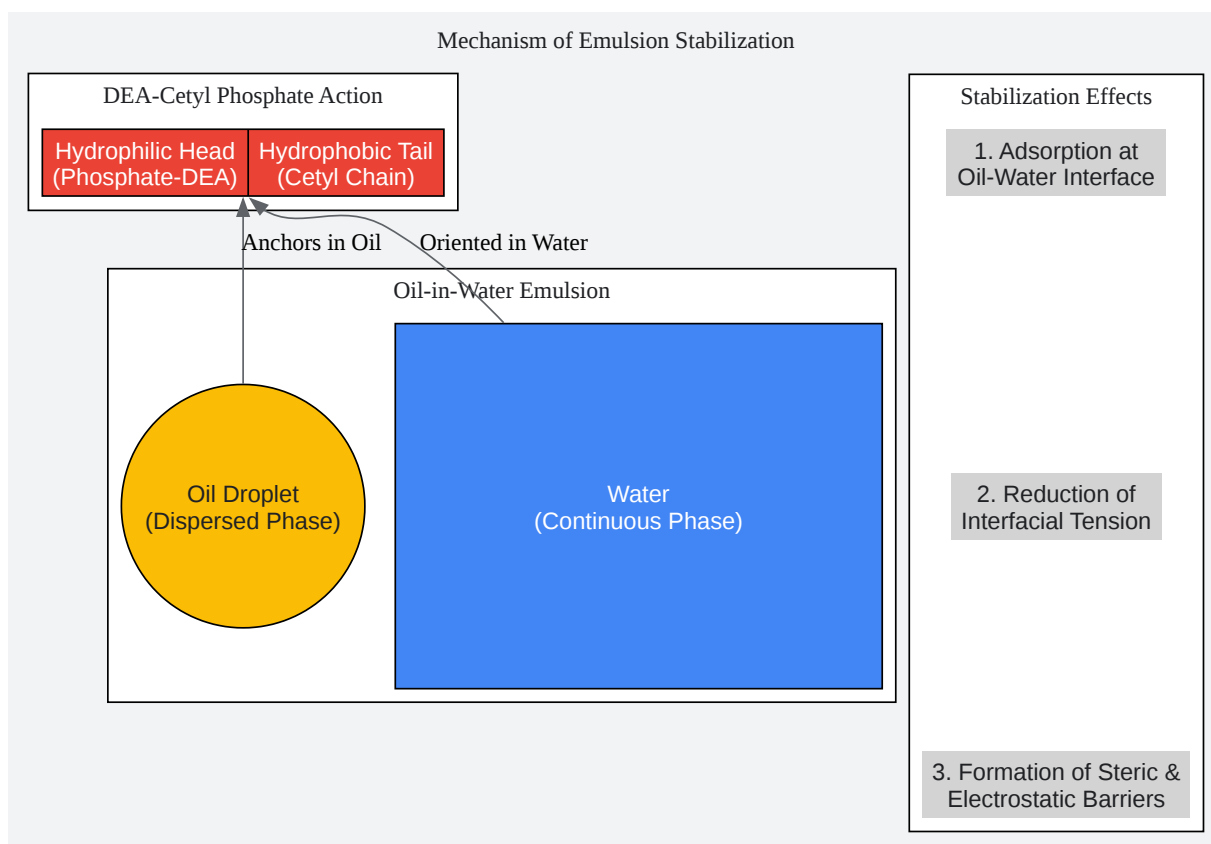 Mechanism of Emulsion Stabilization
DEA-Cetyl Phosphate Action
Hydrophilic Head
(Phosphate-DEA)
Hydrophobic Tail
(Cetyl Chain)
Anchors in Oil
Oriented in Water
Oil-in-Water Emulsion
Oil Droplet
(Dispersed Phase)
Water
(Continuous Phase)
Stabilization Effects
1. Adsorption at
Oil-Water Interface
2. Reduction of
Interfacial Tension
3. Formation of Steric &
Electrostatic Barriers